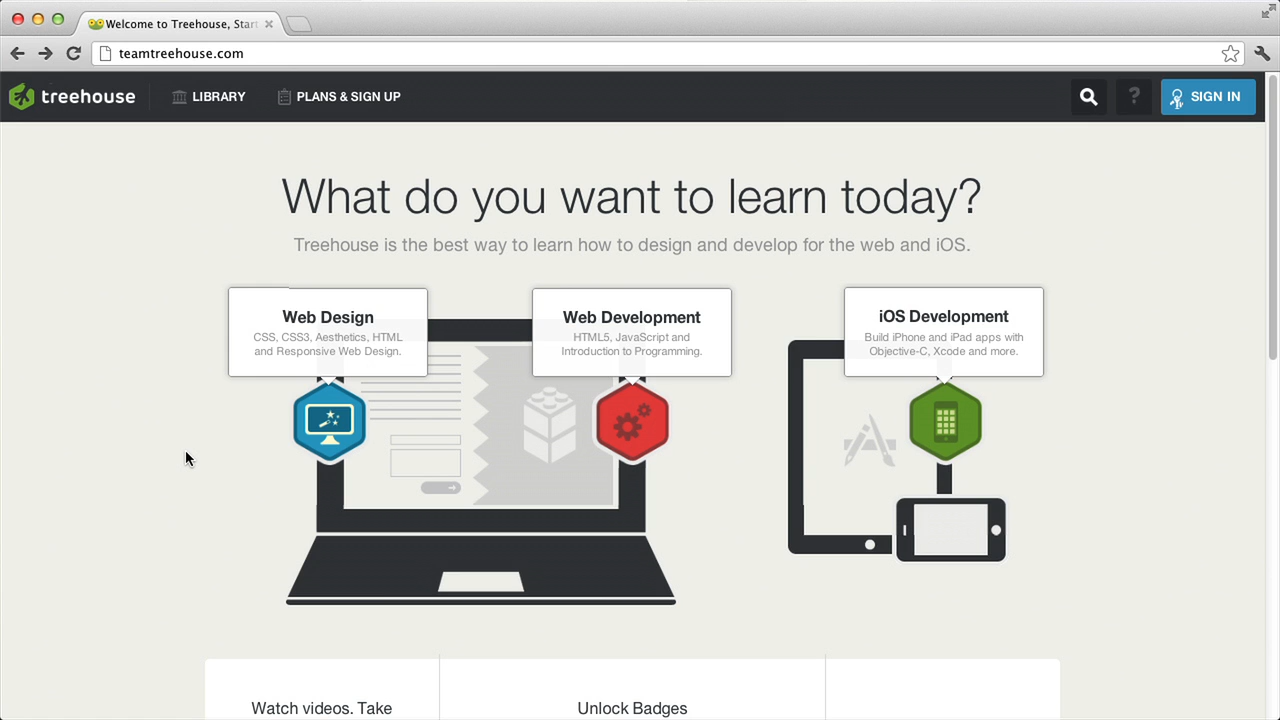 Welcome to Treehouse, Start
teamtreehouse.com
treehouse
LIBRARY
PLANS & SIGN UP
?
SIGN IN
What do you want to learn today?
Treehouse is the best way to learn how to design and develop for the web and iOS.
Web Design
CSS, CSS3, Aesthetics, HTML
and Responsive Web Design.
Web Development
HTML5, JavaScript and
Introduction to Programming.
iOS Development
Build iPhone and iPad apps with
Objective-C, Xcode and more.
Watch videos. Take
Unlock Badges